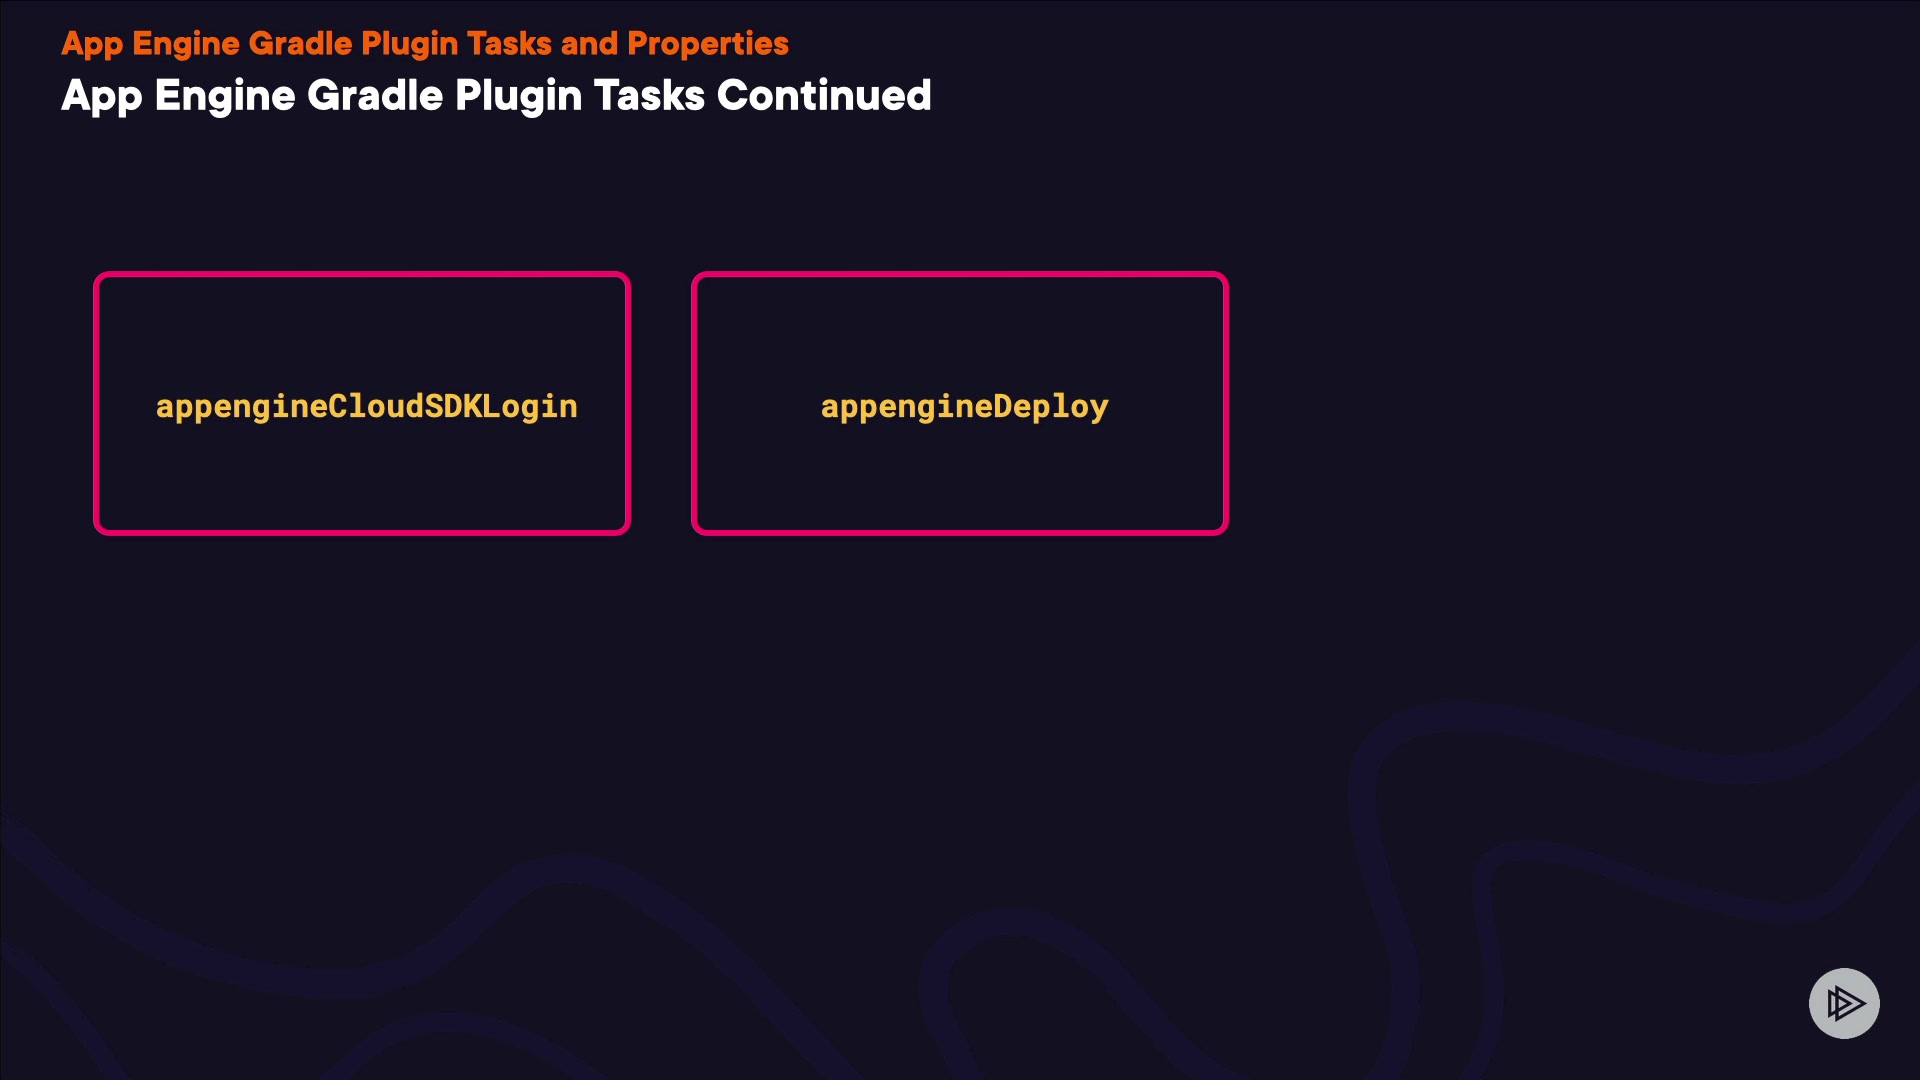 App Engine Gradle Plugin Tasks and Properties
App Engine Gradle Plugin Tasks Continued
appengineCloudSDKLogin
appengineDeploy